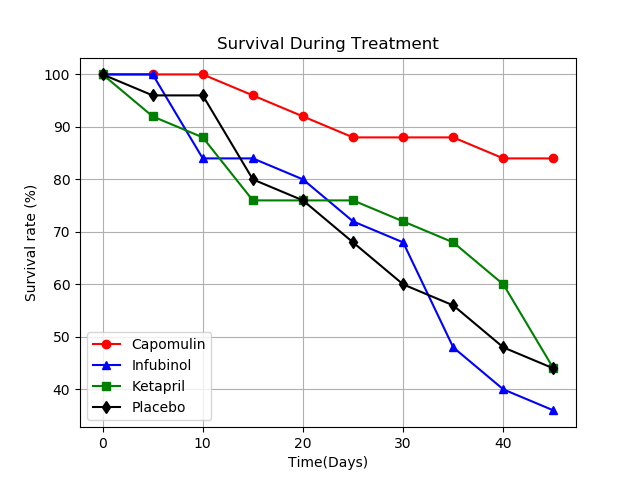 Survival During Treatment
100
90
80
70
60
50
40
Survival rate (%)
Capomulin
Infubinol
Ketapril
Placebo
0 10 20 30 40
Time(Days)